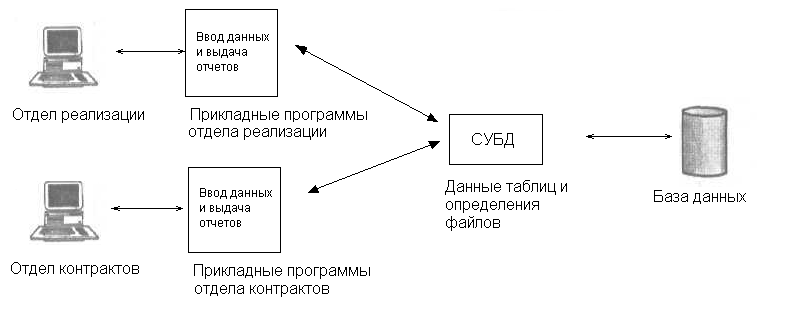 Ввод данных
и выдача
отчетов
Отдел реализации
Прикладные программы
отдела реализации
СУБД
Данные таблиц и
определения
файлов
База данных
Ввод данных
и выдача
отчетов
Отдел контрактов
Прикладные программы
отдела контрактов